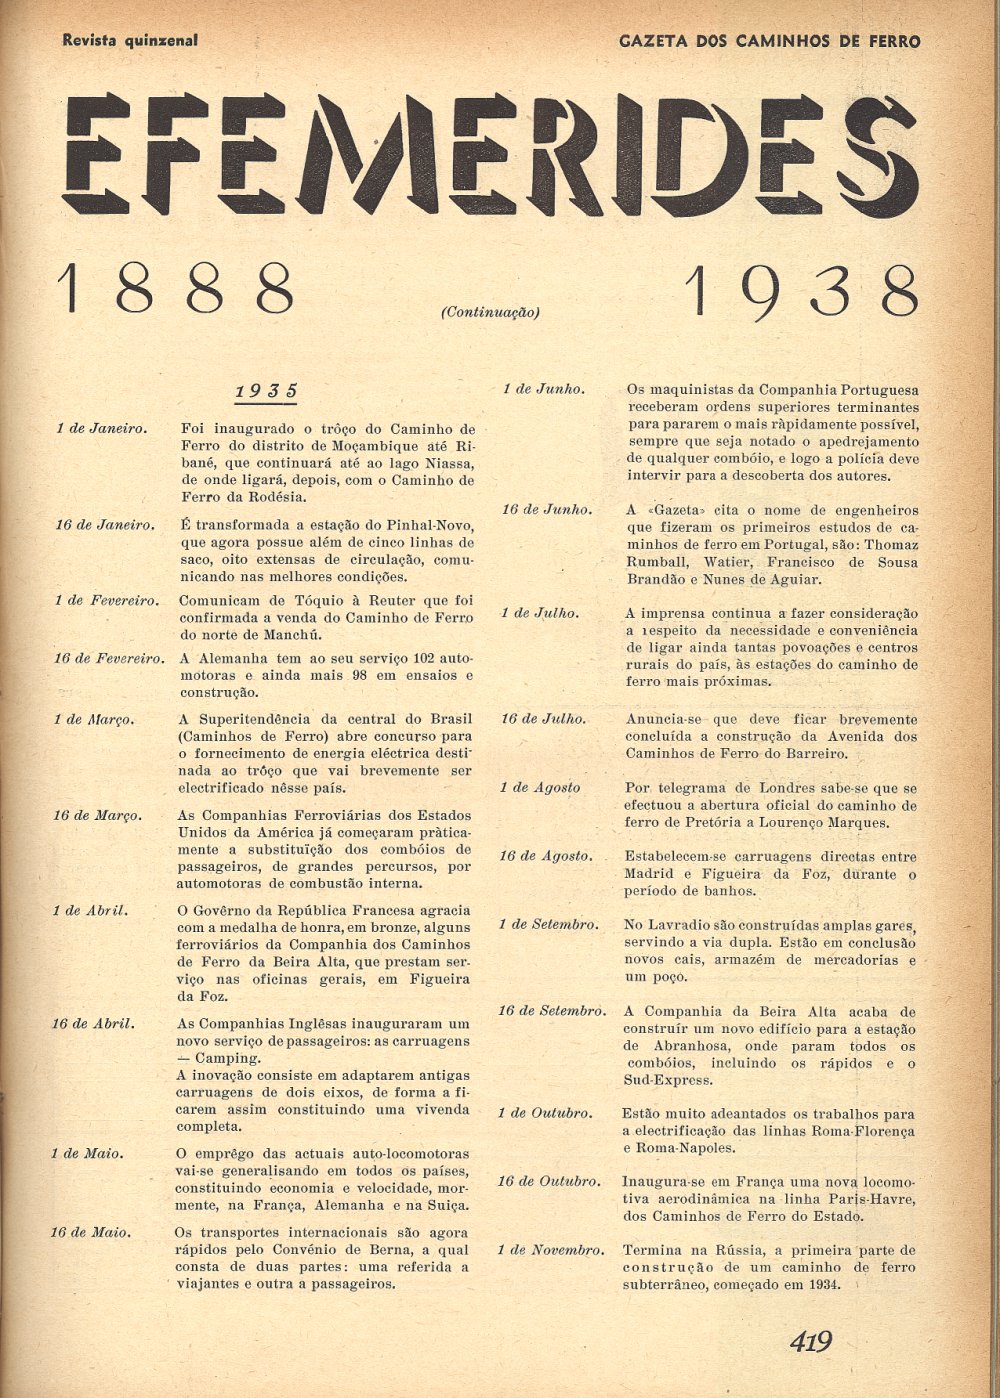 Revista quinzenal
GAZETA DOS CAMINHOS DE FERRO
EFEMERIDES
1888
1938
(Continuação)
1935
1 de Janeiro.
Foi inaugurado o trôço do Caminho de
Ferro do distrito de Moçambique até Ri-
bané, que continuará até ao lago Niassa,
de onde ligará, depois, com o Caminho de
Ferro da Rodésia.
16 de Janeiro.
É transformada a estação do Pinhal-Novo,
que agora possue além de cinco linhas de
saco, oito extensas de circulação, comu-
nicando nas melhores condições.
1 de Fevereiro.
Comunicam de Tóquio à Reuter que foi
confirmada a venda do Caminho de Ferro
do norte de Manchú.
16 de Fevereiro.
A Alemanha tem ao seu serviço 102 auto-
motoras e ainda mais 98 em ensaios e
construção.
1 de Março.
A Superitendência da central do Brasil
(Caminhos de Ferro) abre concurso para
o fornecimento de energia eléctrica desti-
nada ao trôço que vai brevemente ser
electrificado nêsse país.
16 de Março.
As Companhias Ferroviárias dos Estados
Unidos da América já começaram pràtica-
mente a substituïção dos combóios de
passageiros, de grandes percursos, por
automotoras de combustão interna.
1 de Abril.
O Govêrno da República Francesa agracia
com a medalha de honra, em bronze, alguns
ferroviários da Companhia dos Caminhos
de Ferro da Beira Alta, que prestam ser-
viço nas oficinas gerais, em Figueira
da Foz.
16 de Abril.
As Companhias Inglêsas inauguraram um
novo serviço de passageiros: as carruagens
— Camping.
A inovação consiste em adaptarem antigas
carruagens de dois eixos, de forma a fi-
carem assim constituindo uma vivenda
completa.
1 de Maio.
O emprêgo das actuais auto-locomotoras
vai-se generalisando em todos os países,
constituindo economia e velocidade, mor-
mente, na França, Alemanha e na Suiça.
16 de Maio.
Os transportes internacionais são agora
rápidos pelo Convénio de Berna, a qual
consta de duas partes: uma referida a
viajantes e outra a passageiros.
1 de Junho.
Os maquinistas da Companhia Portuguesa
receberam ordens superiores terminantes
para pararem o mais ràpidamente possível,
sempre que seja notado o apedrejamento
de qualquer combóio, e logo a polícia deve
intervir para a descoberta dos autores.
16 de Junho.
A «Gazeta» cita o nome de engenheiros
que fizeram os primeiros estudos de ca-
minhos de ferro em Portugal, são: Thomaz
Rumball, Watier, Francisco de Sousa
Brandão e Nunes de Aguiar.
1 de Julho.
A imprensa continua a fazer consideração
a respeito da necessidade e conveniência
de ligar ainda tantas povoações e centros
rurais do país, às estações do caminho de
ferro mais próximas.
16 de Julho.
Anuncia-se que deve ficar brevemente
concluída a construção da Avenida dos
Caminhos de Ferro do Barreiro.
1 de Agosto
Por telegrama de Londres sabe-se que se
efectuou a abertura oficial do caminho de
ferro de Pretória a Lourenço Marques.
16 de Agosto.
Estabelecem-se carruagens directas entre
Madrid e Figueira da Foz, durante o
período de banhos.
1 de Setembro.
No Lavradio são construídas amplas gares,
servindo a via dupla. Estão em conclusão
novos cais, armazém de mercadorias e
um poço.
16 de Setembro.
A Companhia da Beira Alta acaba de
construír um novo edifício para a estação
de Abranhosa, onde param todos os
combóios, incluindo os rápidos e o
Sud-Express.
1 de Outubro.
Estão muito adeantados os trabalhos para
a electrificação das linhas Roma-Florença
e Roma-Napoles.
16 de Outubro.
Inaugura-se em França uma nova locomo-
tiva aerodinâmica na linha Paris-Havre,
dos Caminhos de Ferro do Estado.
1 de Novembro.
Termina na Rússia, a primeira parte de
construção de um caminho de ferro
subterrâneo, começado em 1934.
419